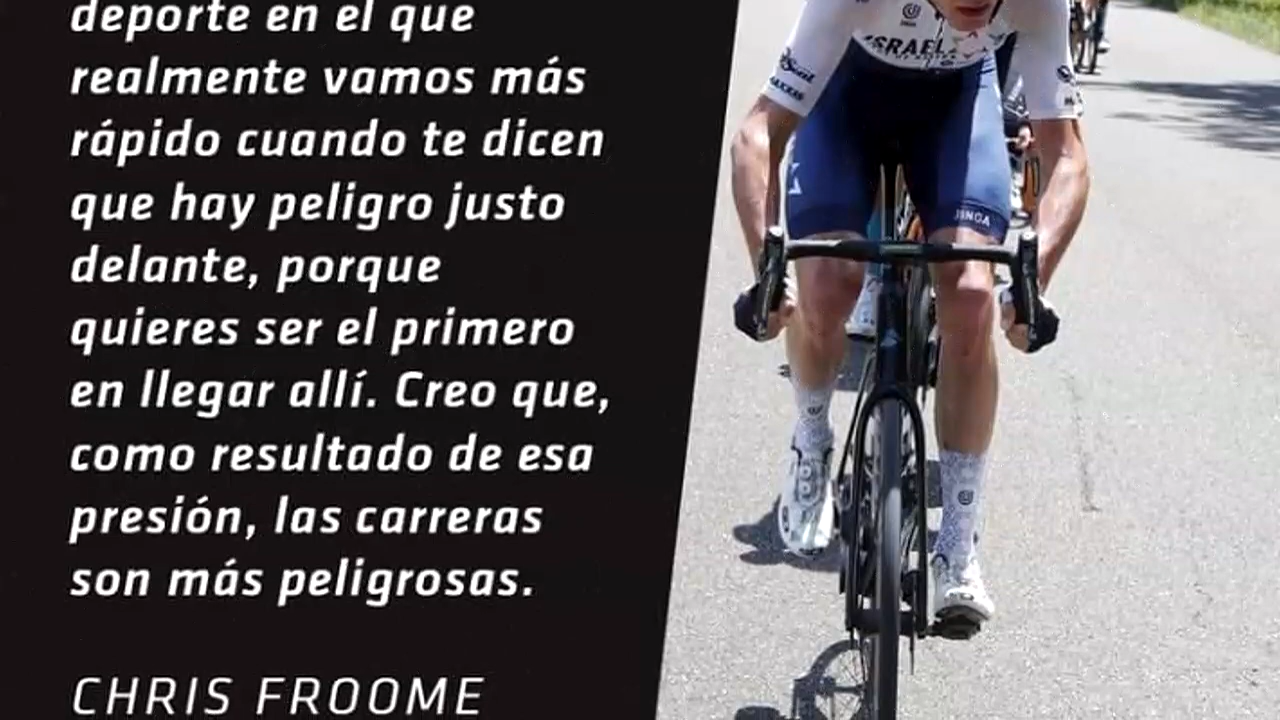 deporte en el que
realmente vamos más
rápido cuando te dicen
que hay peligro justo
delante, porque
quieres ser el primero
en llegar allí. Creo que,
como resultado de esa
presión, las carreras
son más peligrosas.
CHRIS FROOME
ISRAEL